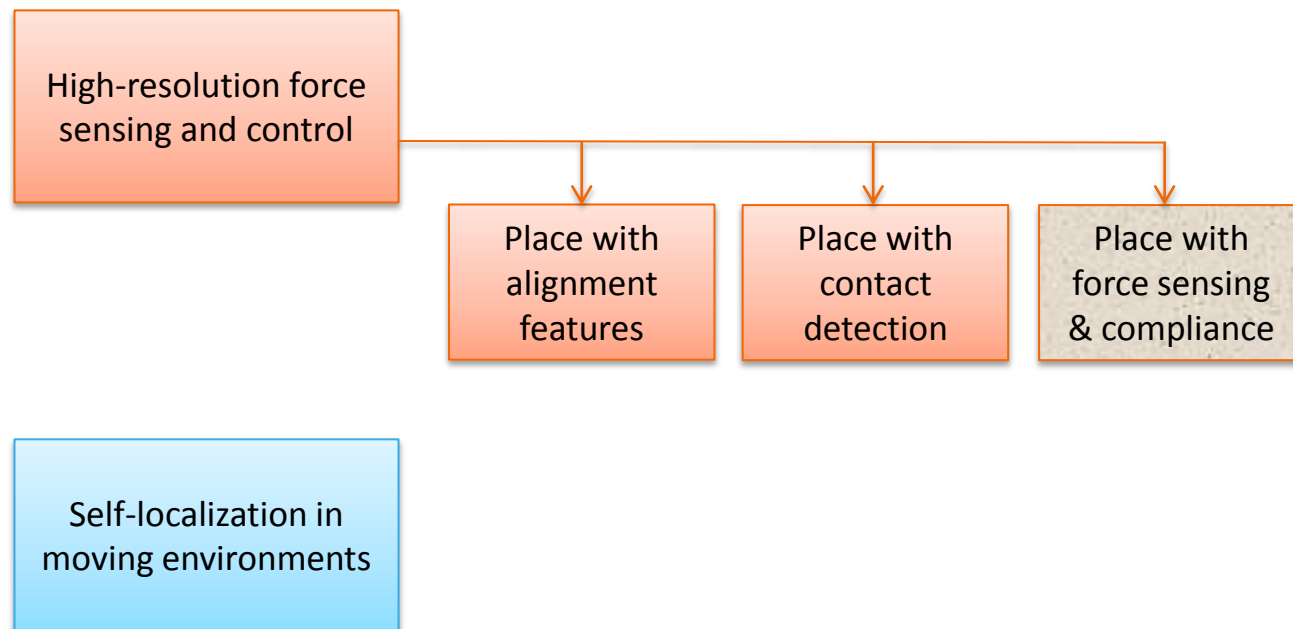 High-resolution force
sensing and control
Place with
alignment
features
Place with
contact
detection
Place with
force sensing
& compliance
Self-localization in
moving environments